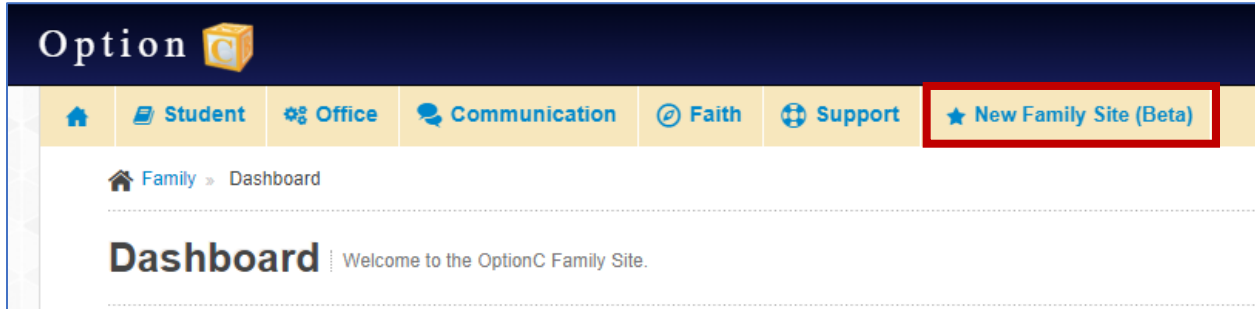 Option C
Student Office Communication Faith Support New Family Site (Beta)
Family » Dashboard
Dashboard Welcome to the OptionC Family Site.